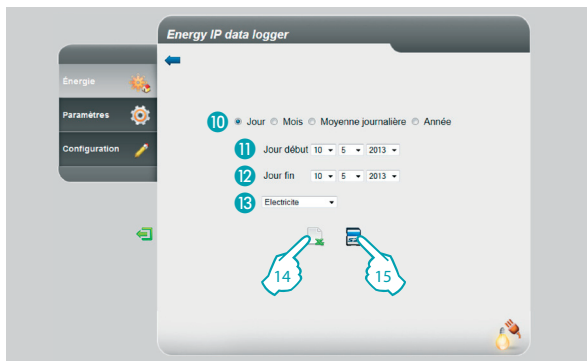 Energy IP data logger
Énergie
Paramètres
Configuration
10 Jour Mois Moyenne journalière Année
11 Jour début 10 5 2013
12 Jour fin 10 5 2013
13 Electricite
14 15